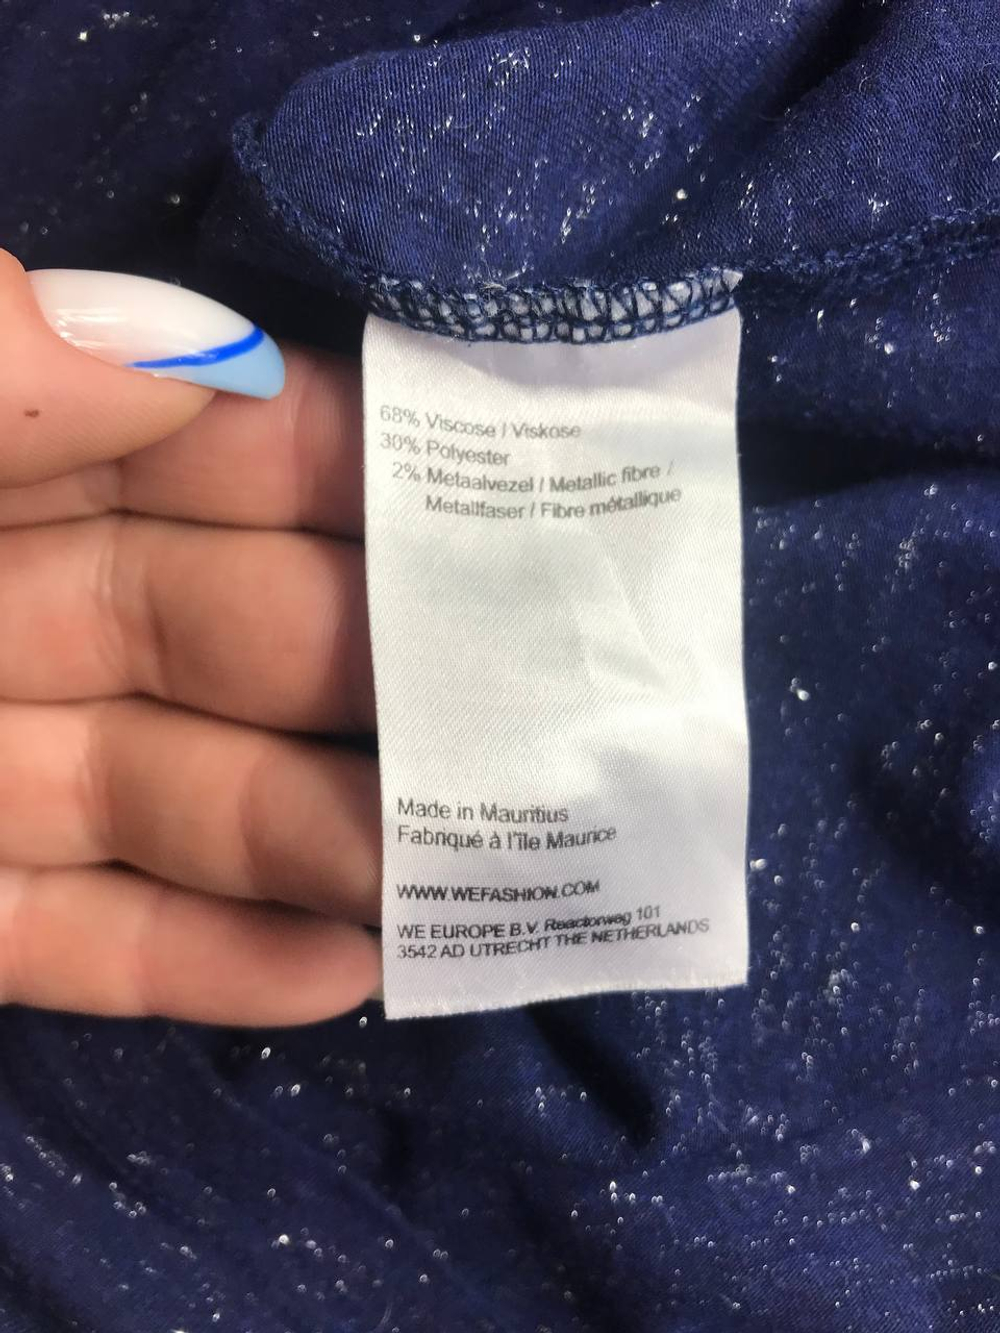 68% Viscose / Viskose
30% Polyester
2% Metaalvezel / Metallic fibre /
Metallfaser / Fibre métallique
Made in Mauritius
Fabriqué à l'île Maurice
WWW.WEFASHION.COM
WE EUROPE B.V. Reactorweg 101
3542 AD UTRECHT THE NETHERLANDS